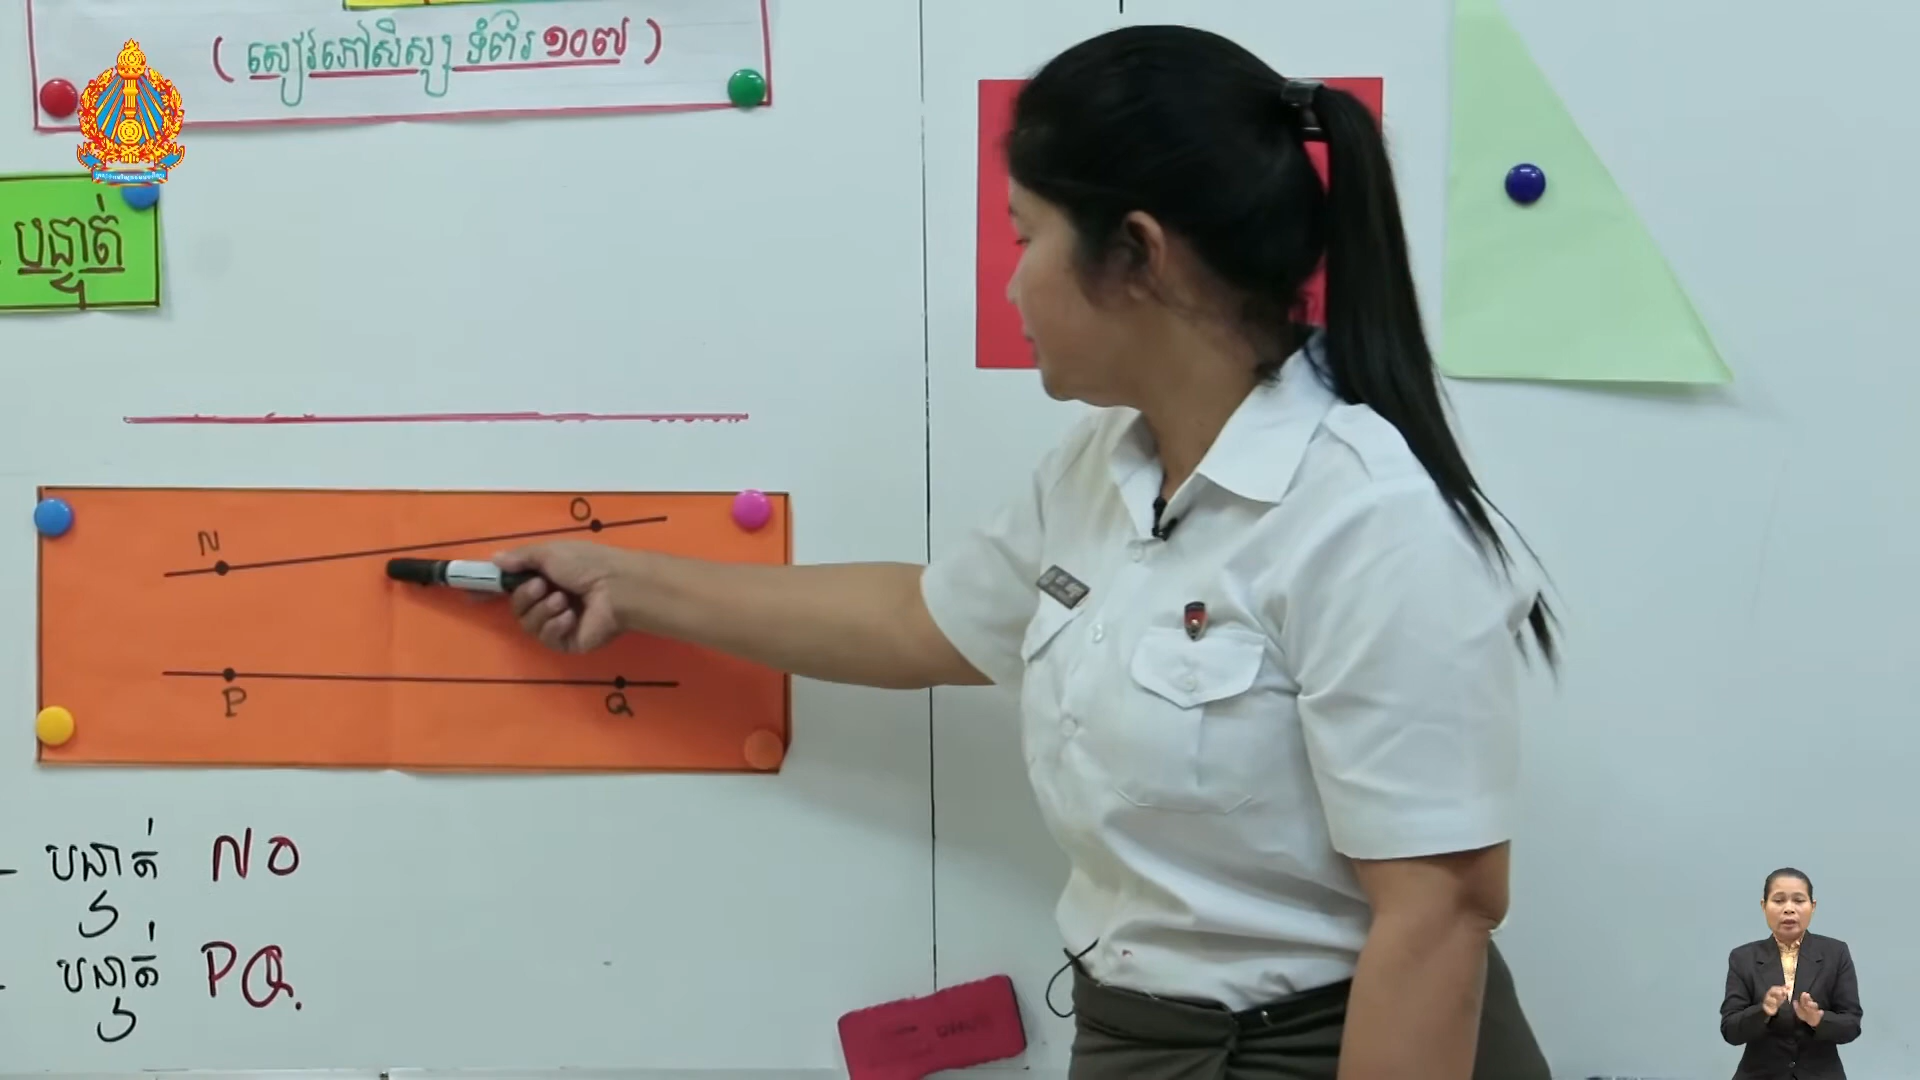 ( សៀវភៅសិស្ស ទំព័រ ១០៧ )
បន្ទាត់
N
O
P
Q
- បន្ទាត់ NO
- បន្ទាត់ PQ.